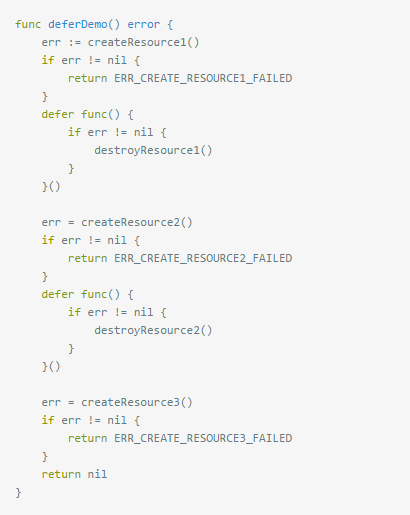 func deferDemo() error {
    err := createResource1()
    if err != nil {
        return ERR_CREATE_RESOURCE1_FAILED
    }
    defer func() {
        if err != nil {
            destroyResource1()
        }
    }()

    err = createResource2()
    if err != nil {
        return ERR_CREATE_RESOURCE2_FAILED
    }
    defer func() {
        if err != nil {
            destroyResource2()
        }
    }()

    err = createResource3()
    if err != nil {
        return ERR_CREATE_RESOURCE3_FAILED
    }
    return nil
}